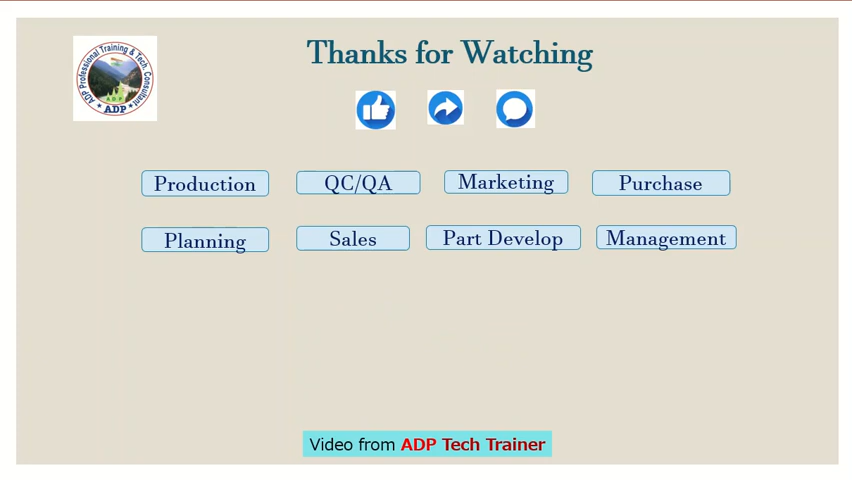 Thanks for Watching
ADP Professional Training & Tech. Consultant
ADP
ADP
Production QC/QA Marketing Purchase
Planning Sales Part Develop Management
Video from ADP Tech Trainer